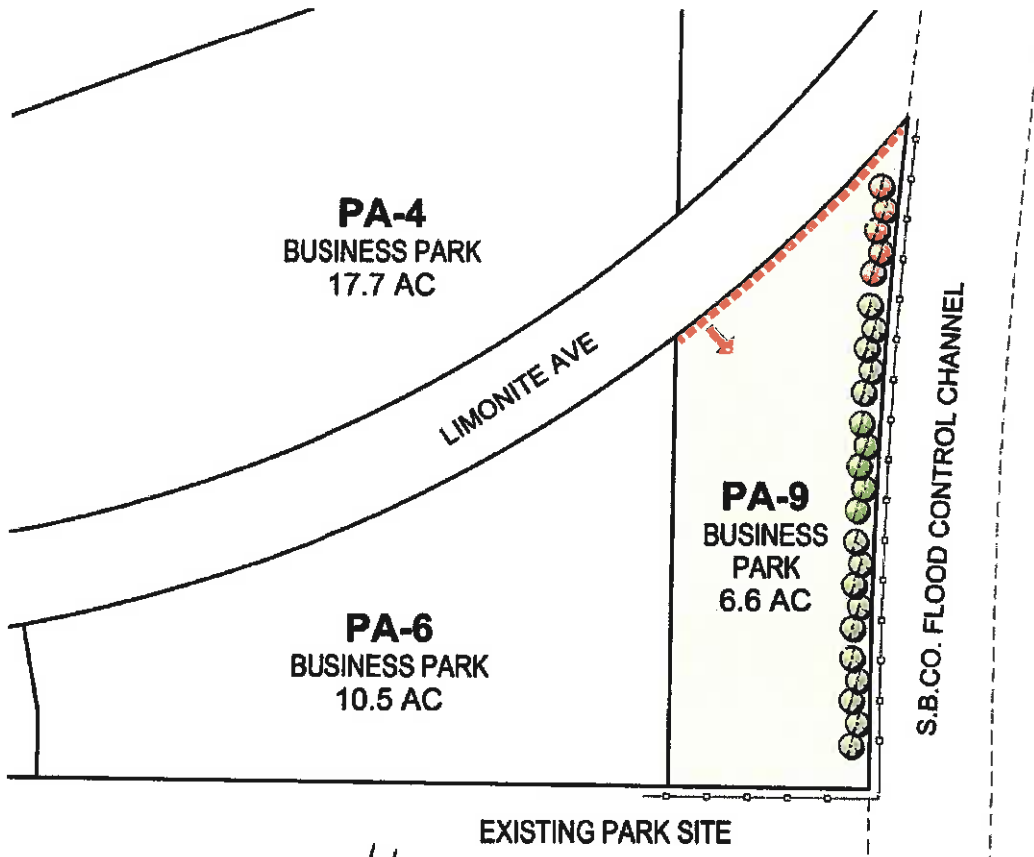 PA-4
BUSINESS PARK
17.7 AC
LIMONITE AVE
PA-9
BUSINESS
PARK
6.6 AC
PA-6
BUSINESS PARK
10.5 AC
S.B.CO. FLOOD CONTROL CHANNEL
EXISTING PARK SITE